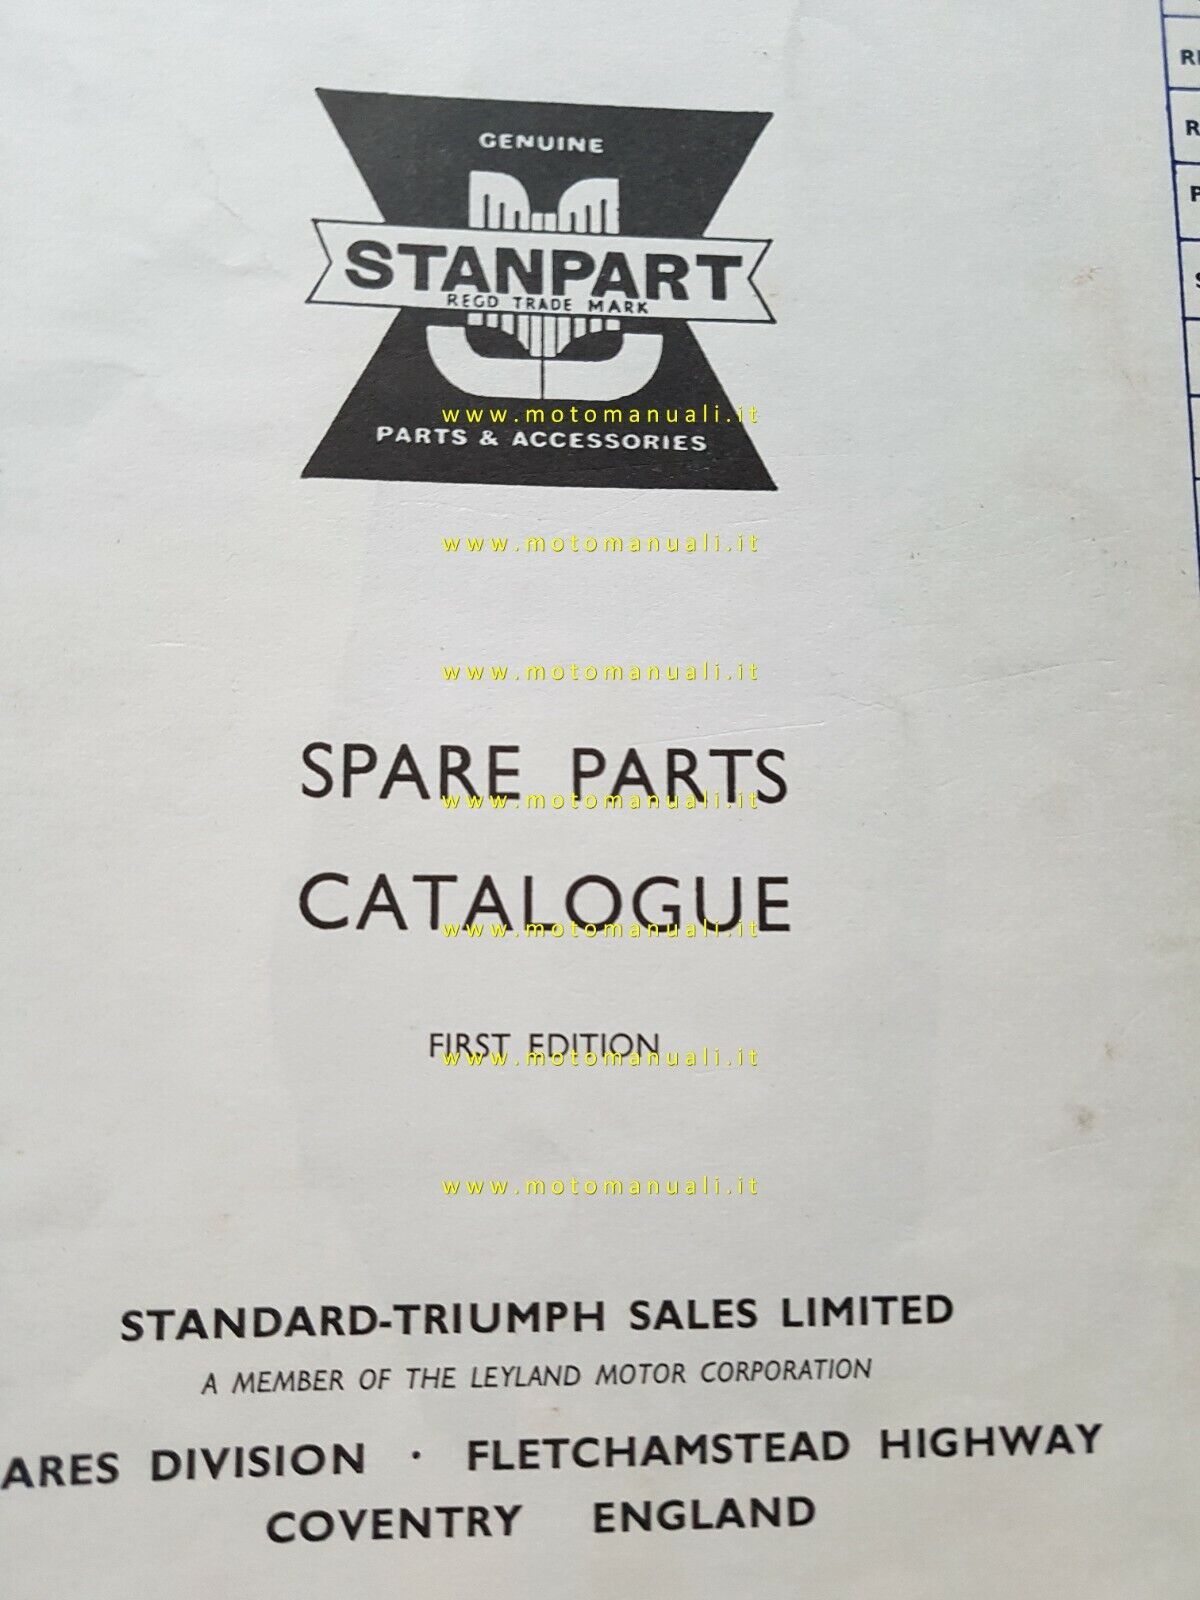 GENUINE
STANPART
REGD TRADE MARK
PARTS & ACCESSORIES
www.motomanuali.it
www.motomanuali.it
www.motomanuali.it
SPARE PARTS
www.motomanuali.it
CATALOGUE
www.motomanuali.it
FIRST EDITION
www.motomanuali.it
www.motomanuali.it
STANDARD-TRIUMPH SALES LIMITED
A MEMBER OF THE LEYLAND MOTOR CORPORATION
ARES DIVISION · FLETCHAMSTEAD HIGHWAY
COVENTRY ENGLAND